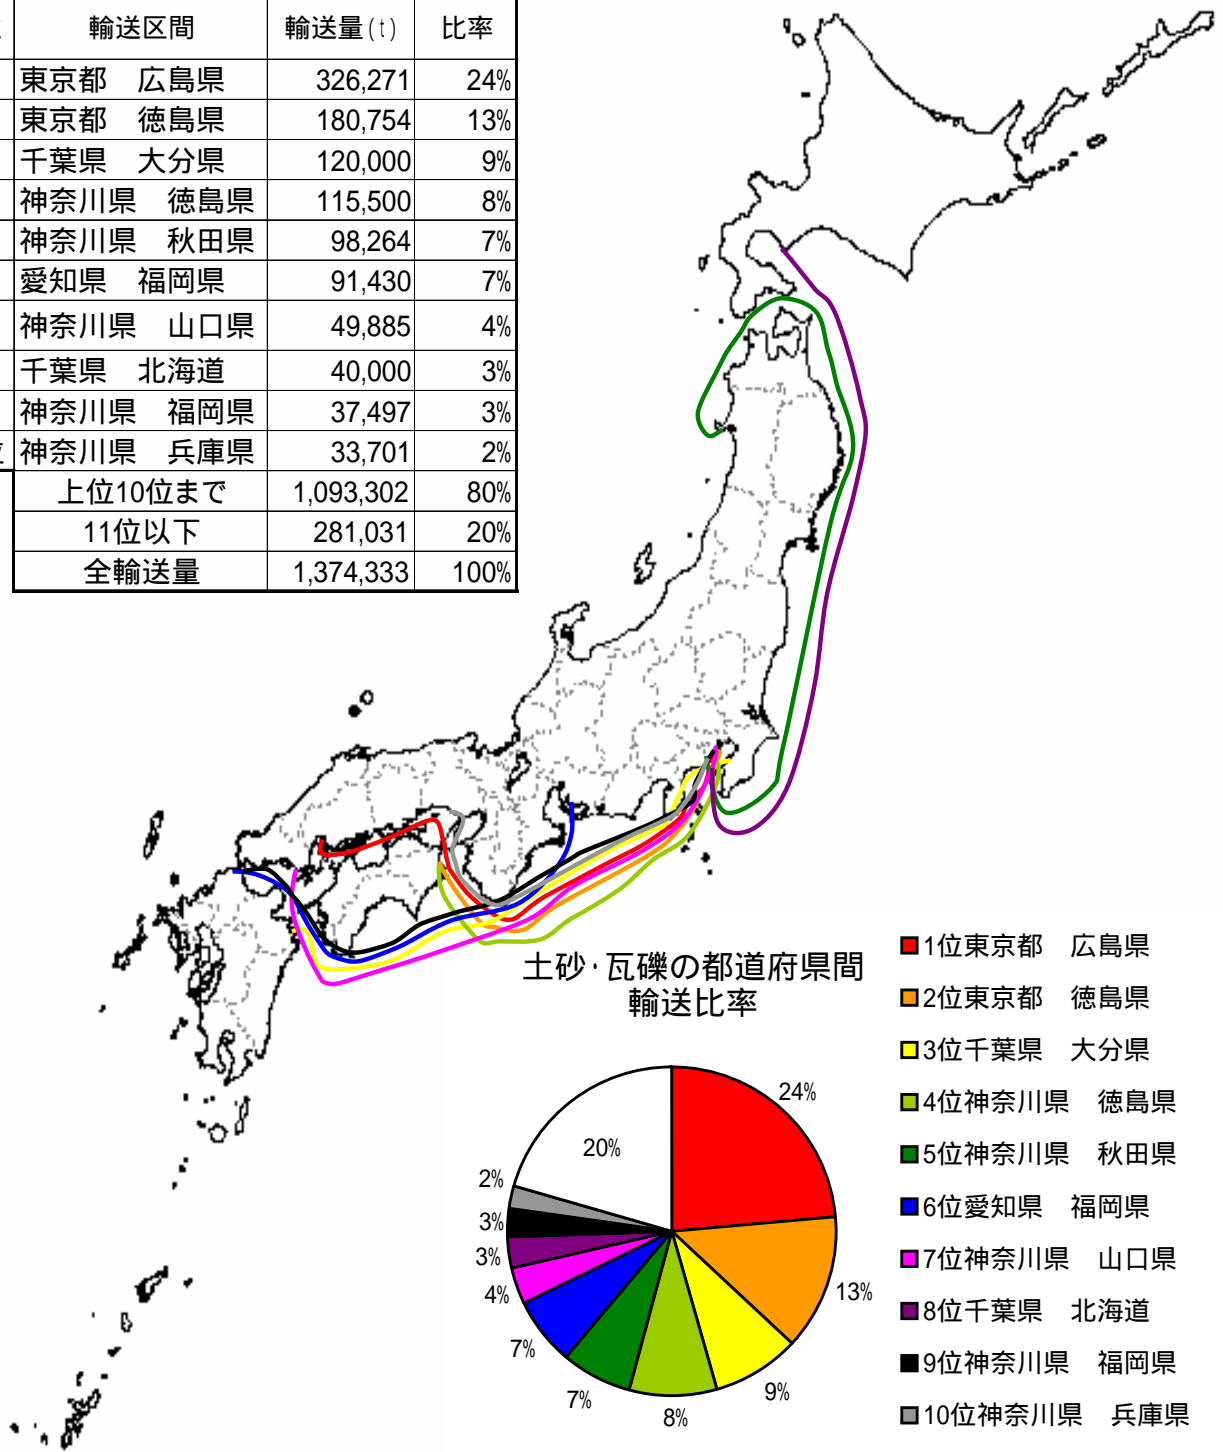 輸送区間 輸送量(t) 比率
東京都 広島県 326,271 24%
東京都 徳島県 180,754 13%
千葉県 大分県 120,000 9%
神奈川県 徳島県 115,500 8%
神奈川県 秋田県 98,264 7%
愛知県 福岡県 91,430 7%
神奈川県 山口県 49,885 4%
千葉県 北海道 40,000 3%
神奈川県 福岡県 37,497 3%
神奈川県 兵庫県 33,701 2%
上位10位まで 1,093,302 80%
11位以下 281,031 20%
全輸送量 1,374,333 100%
土砂・瓦礫の都道府県間
輸送比率
24%
13%
9%
8%
7%
7%
4%
3%
3%
2%
20%
1位東京都 広島県
2位東京都 徳島県
3位千葉県 大分県
4位神奈川県 徳島県
5位神奈川県 秋田県
6位愛知県 福岡県
7位神奈川県 山口県
8位千葉県 北海道
9位神奈川県 福岡県
10位神奈川県 兵庫県